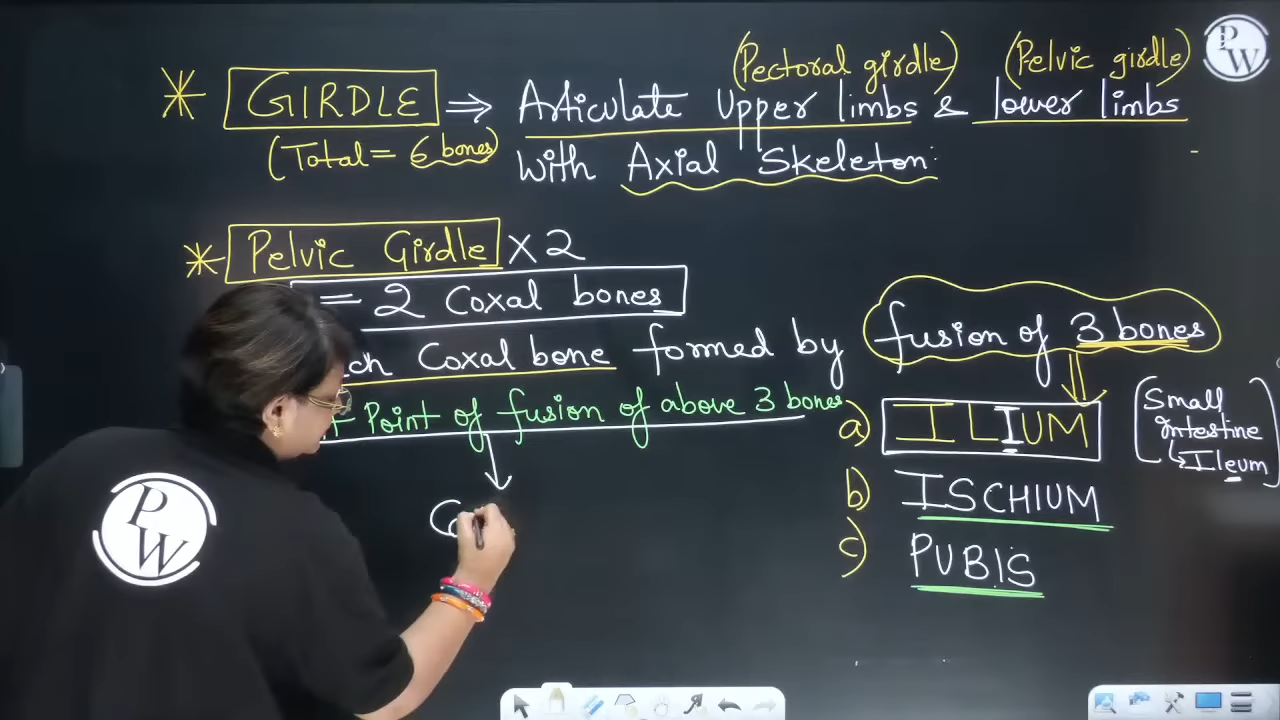 (Pectoral girdle) (Pelvic girdle)
* GIRDLE ⇒ Articulate Upper limbs & lower limbs
(Total = 6 bones) With Axial Skeleton
* Pelvic Girdle × 2
= 2 Coxal bones
Coxal bone formed by fusion of 3 bones
Point of fusion of above 3 bones
a) ILIUM
b) ISCHIUM
c) PUBIS
(Small
intestine
↳ Ileum)
PW
PW